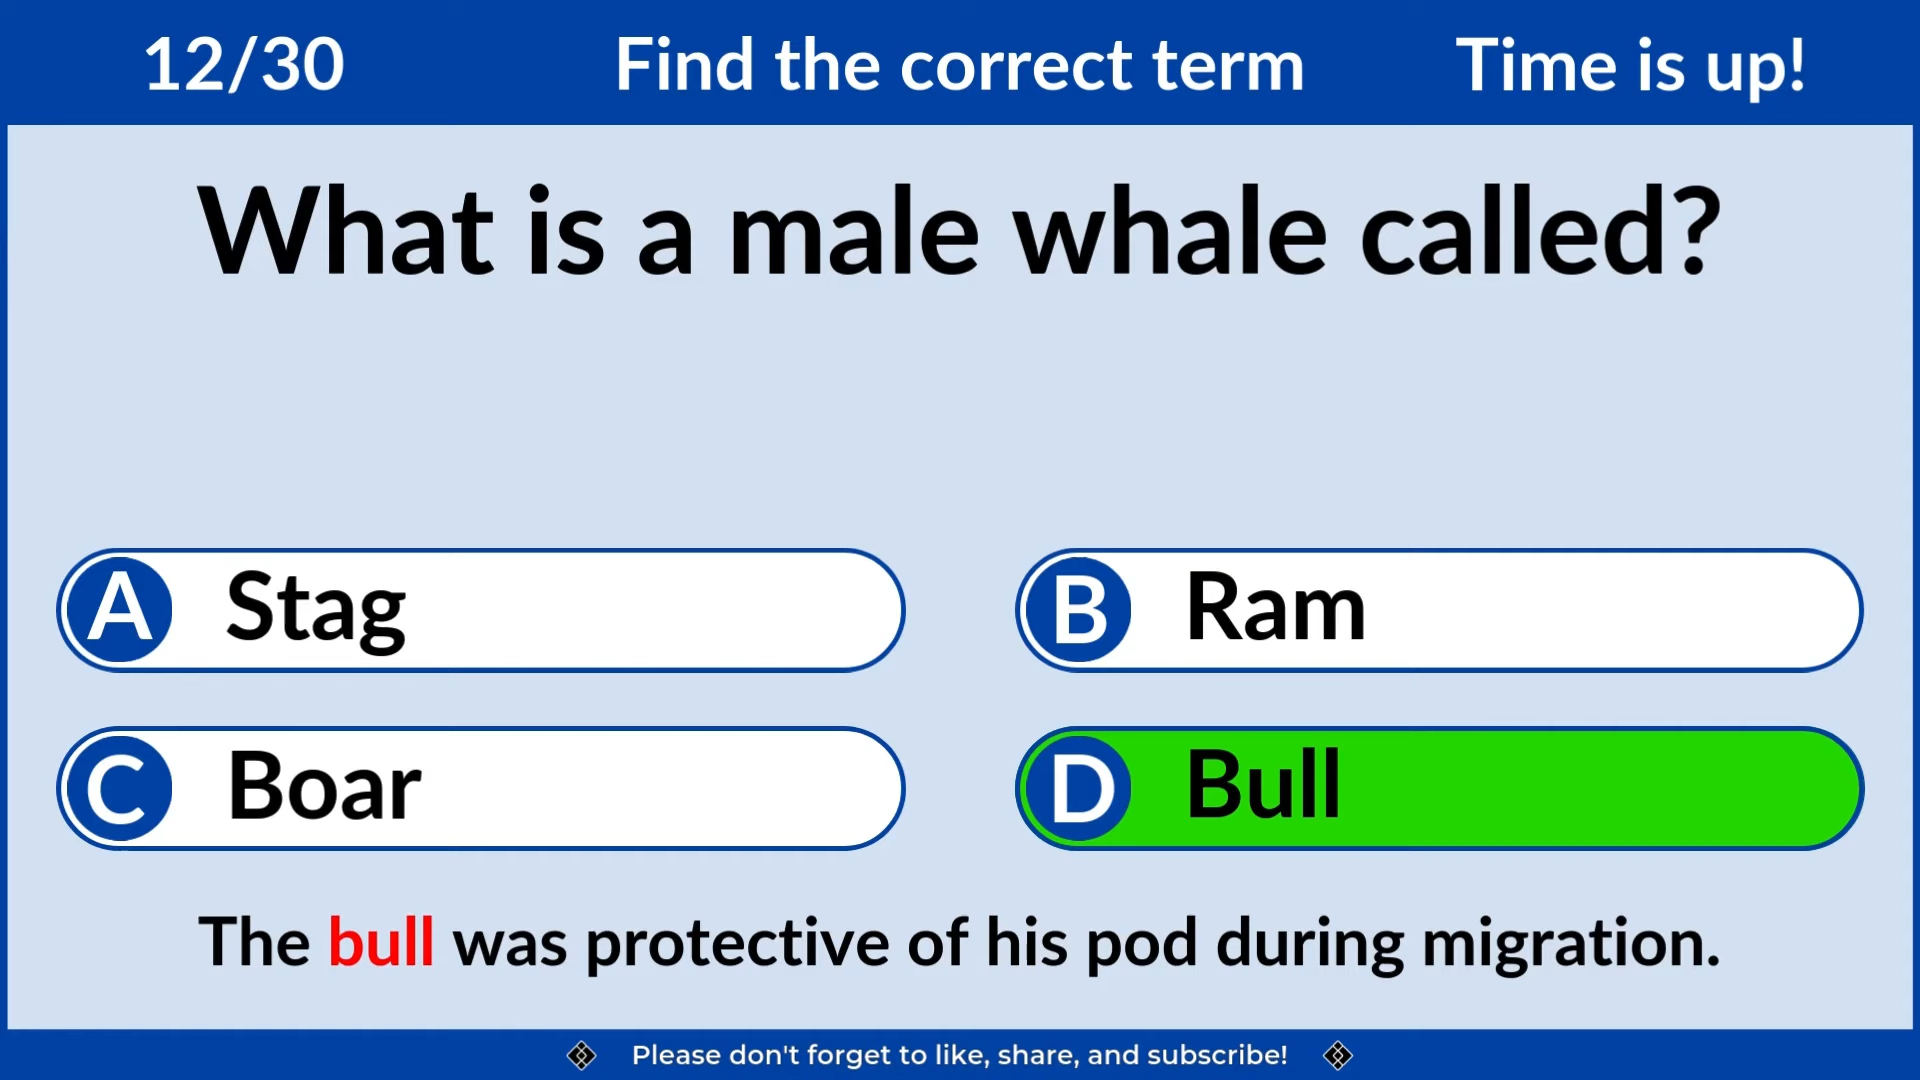 12/30 Find the correct term Time is up!
What is a male whale called?
A Stag
B Ram
C Boar
D Bull
The bull was protective of his pod during migration.
Please don't forget to like, share, and subscribe!